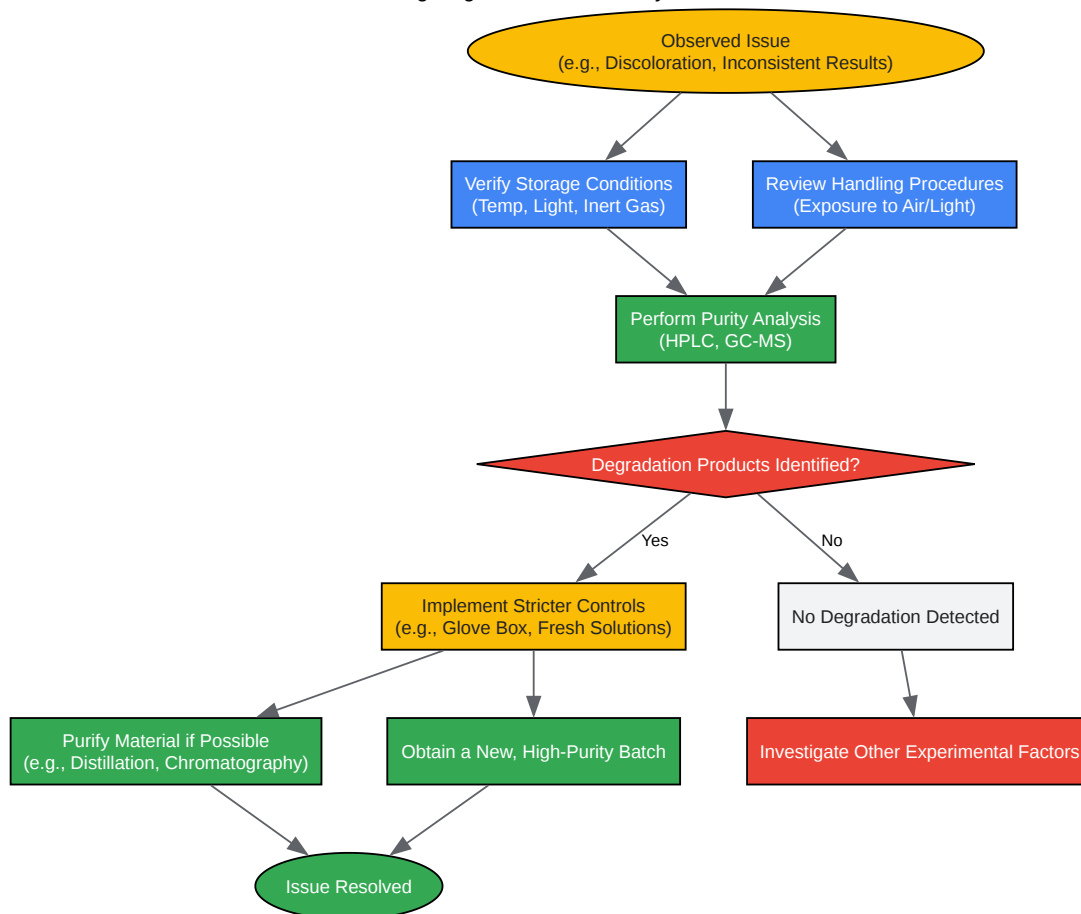 Observed Issue
(e.g., Discoloration, Inconsistent Results)
Verify Storage Conditions
(Temp, Light, Inert Gas)
Review Handling Procedures
(Exposure to Air/Light)
Perform Purity Analysis
(HPLC, GC-MS)
Degradation Products Identified?
Yes
No
Implement Stricter Controls
(e.g., Glove Box, Fresh Solutions)
No Degradation Detected
Purify Material if Possible
(e.g., Distillation, Chromatography)
Obtain a New, High-Purity Batch
Investigate Other Experimental Factors
Issue Resolved